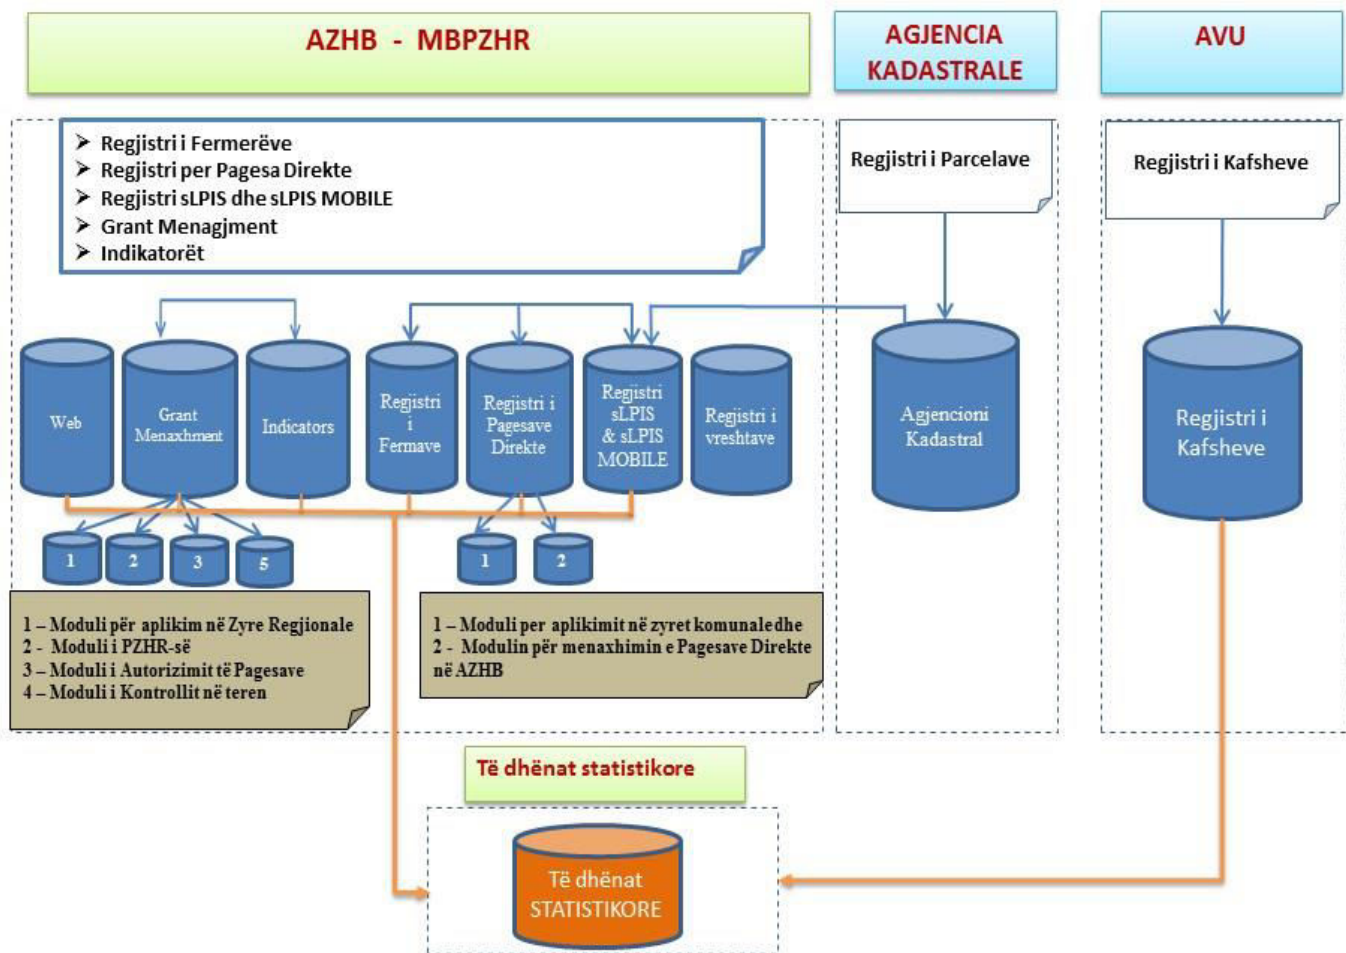 AZHB - MBPZHR
AGJENCIA
KADASTRALE
AVU
➢ Regjistri i Fermerëve
➢ Regjistri per Pagesa Direkte
➢ Regjistri sLPIS dhe sLPIS MOBILE
➢ Grant Menagjment
➢ Indikatorët
Regjistri i Parcelave
Regjistri i Kafsheve
Web
Grant
Menaxhment
Indicators
Regjistri
i
Fermave
Regjistri i
Pagesave
Direkte
Regjistri
sLPIS
& sLPIS
MOBILE
Regjistri i
vreshtave
Agjencioni
Kadastral
Regjistri i
Kafsheve
1
2
3
5
1
2
1 – Moduli për aplikim në Zyre Regjionale
2 - Moduli i PZHR-së
3 – Moduli i Autorizimit të Pagesave
4 – Moduli i Kontrollit në teren
1 – Moduli per aplikimit në zyret komunale dhe
2 - Modulin për menaxhimin e Pagesave Direkte
në AZHB
Të dhënat statistikore
Të dhënat
STATISTIKORE